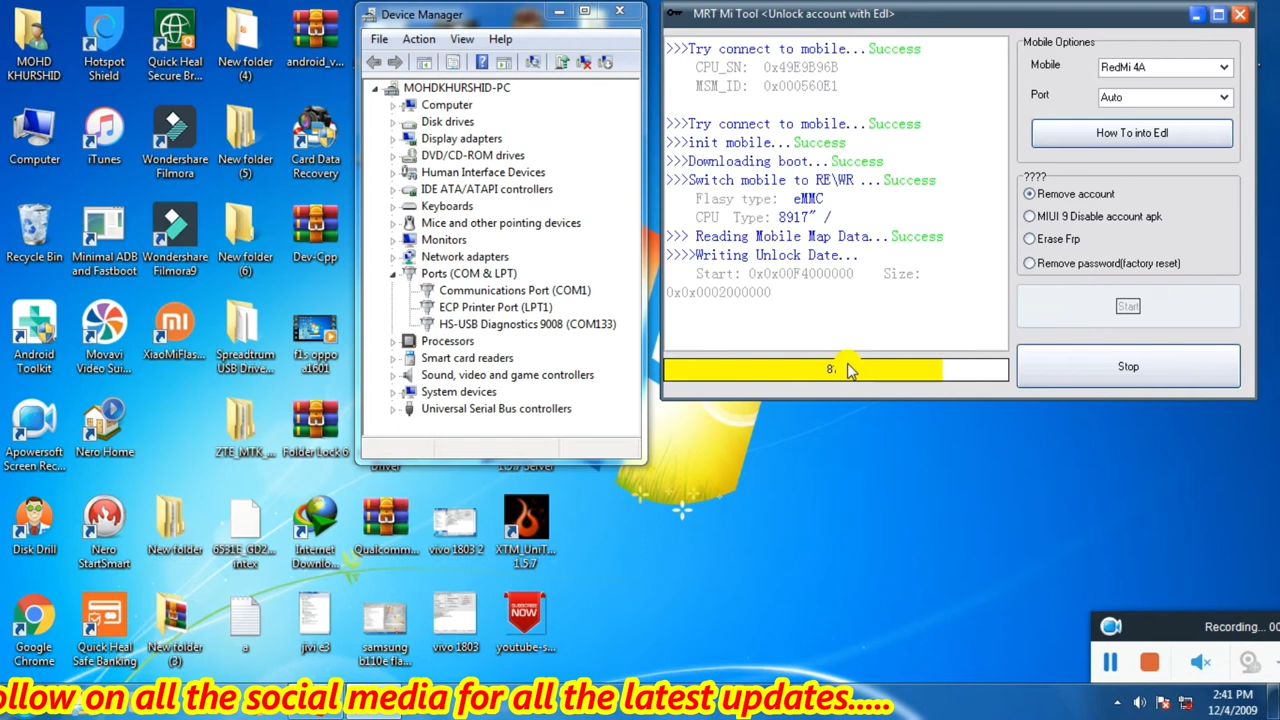 MOHD
KHURSHID
Hotspot
Shield
Quick Heal
Secure Br...
New folder
(4)
android_v...
Computer
iTunes
Wondershare
Filmora
New folder
(5)
Card Data
Recovery
Recycle Bin
Minimal ADB
and Fastboot
Wondershare
Filmora9
New folder
(6)
Dev-Cpp
Android
Toolkit
Movavi
Video Sui...
XiaoMiFlas...
Spreadtrum
USB Drive...
f1s oppo
a1601
Apowersoft
Screen Rec...
Nero Home
ZTE_MTK_...
Folder Lock 6
Driver
Disk Drill
Nero
StartSmart
New folder
6531E_GD2...
intex
Internet
Downlo...
Qualcomm...
vivo 1803 2
XTM_UniT...
1.5.7
Google
Chrome
Quick Heal
Safe Banking
New folder
(3)
a
jivi e3
samsung
b110e fla...
vivo 1803
SUBSCRIBE
NOW
youtube-s...
Device Manager
File Action View Help
MOHDKHURSHID-PC
Computer
Disk drives
Display adapters
DVD/CD-ROM drives
Human Interface Devices
IDE ATA/ATAPI controllers
Keyboards
Mice and other pointing devices
Monitors
Network adapters
Ports (COM & LPT)
Communications Port (COM1)
ECP Printer Port (LPT1)
HS-USB Diagnostics 9008 (COM133)
Processors
Smart card readers
Sound, video and game controllers
System devices
Universal Serial Bus controllers
MRT Mi Tool <Unlock account with Edl>
>>>Try connect to mobile...Success
CPU_SN: 0x49E9B96B
MSM_ID: 0x000560E1
>>>Try connect to mobile...Success
>>>init mobile...Success
>>>Downloading boot...Success
>>>Switch mobile to RE\WR ...Success
Flasy type: eMMC
CPU Type: 8917" /
>>> Reading Mobile Map Data...Success
>>>>Writing Unlock Date...
Start: 0x0x00F4000000 Size:
0x0x0002000000
Mobile Optiones
Mobile RedMi 4A
Port Auto
How To into Edl
????
Remove account
MIUI 9 Disable account apk
Erase Frp
Remove password(factory reset)
Start
Stop
Recording... 00
ollow on all the social media for all the latest updates.....
2:41 PM
12/4/2009